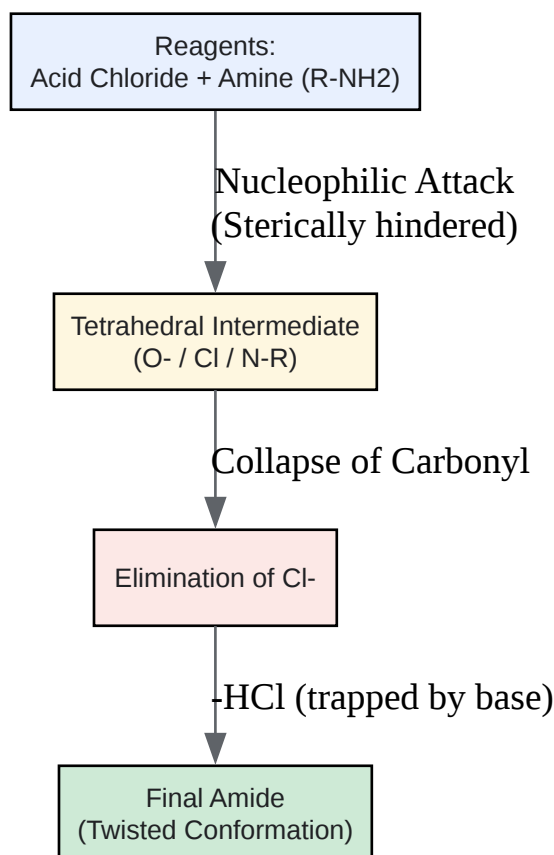 Reagents:
Acid Chloride + Amine (R-NH2)
Nucleophilic Attack
(Sterically hindered)
Tetrahedral Intermediate
(O- / Cl / N-R)
Collapse of Carbonyl
Elimination of Cl-
-HCl (trapped by base)
Final Amide
(Twisted Conformation)